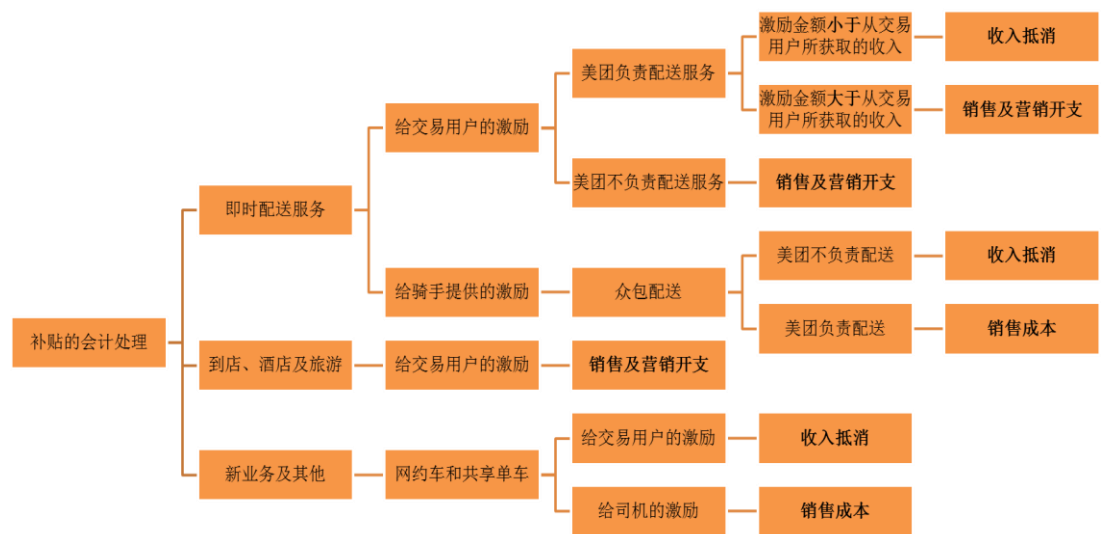 补贴的会计处理
即时配送服务
给交易用户的激励
美团负责配送服务
激励金额小于从交易
用户所获取的收入
收入抵消
激励金额大于从交易
用户所获取的收入
销售及营销开支
美团不负责配送服务
销售及营销开支
给骑手提供的激励
众包配送
美团不负责配送
收入抵消
美团负责配送
销售成本
到店、酒店及旅游
给交易用户的激励
销售及营销开支
新业务及其他
网约车和共享单车
给交易用户的激励
收入抵消
给司机的激励
销售成本